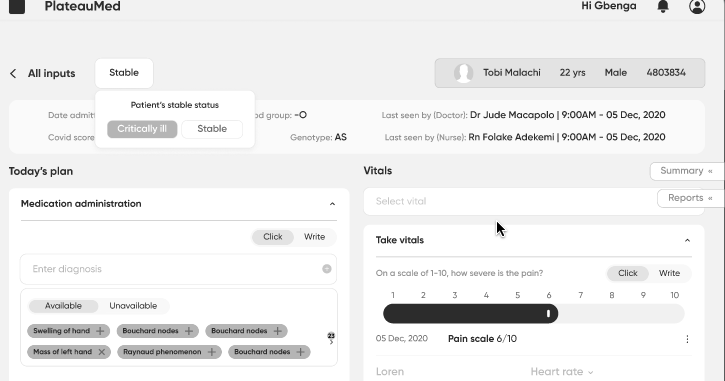 PlateauMed
Hi Gbenga
All inputs
Stable
Tobi Malachi 22 yrs Male 4803834
Patient's stable status
Critically ill Stable
Date
group: -O
Last seen by (Doctor): Dr Jude Macapolo | 9:00AM - 05 Dec, 2020
Covid score
Genotype: AS
Last seen by (Nurse): Rn Folake Adekemi | 9:00AM - 05 Dec, 2020
Today's plan
Medication administration
Click Write
Enter diagnosis
Available Unavailable
Swelling of hand + Bouchard nodes + Bouchard nodes +
Mass of left hand × Raynaud phenomenon + Bouchard nodes +
23
Vitals
Summary «
Select vital
Reports «
Take vitals
On a scale of 1-10, how severe is the pain?
Click Write
1 2 3 4 5 6 7 8 9 10
05 Dec, 2020 Pain scale 6/10
Loren Heart rate